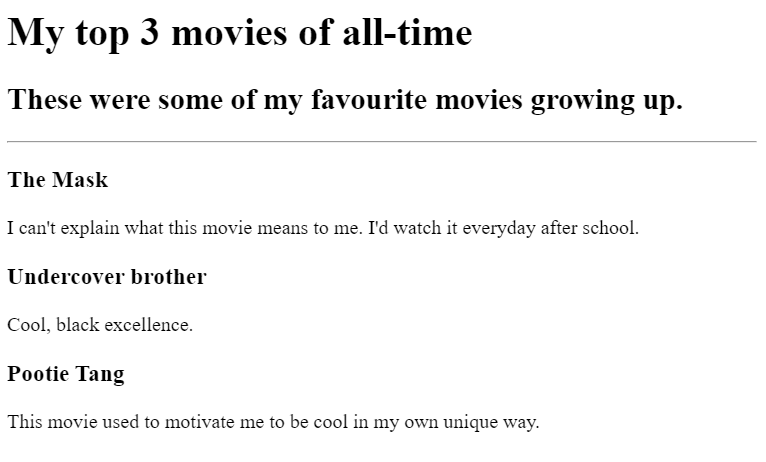 My top 3 movies of all-time
These were some of my favourite movies growing up.
The Mask
I can't explain what this movie means to me. I'd watch it everyday after school.
Undercover brother
Cool, black excellence.
Pootie Tang
This movie used to motivate me to be cool in my own unique way.